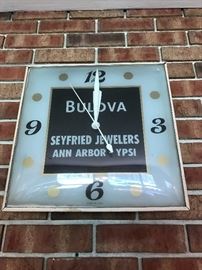 12
BULOVA
9
3
SEYFRIED JEWELERS
ANN ARBOR YPSI
6